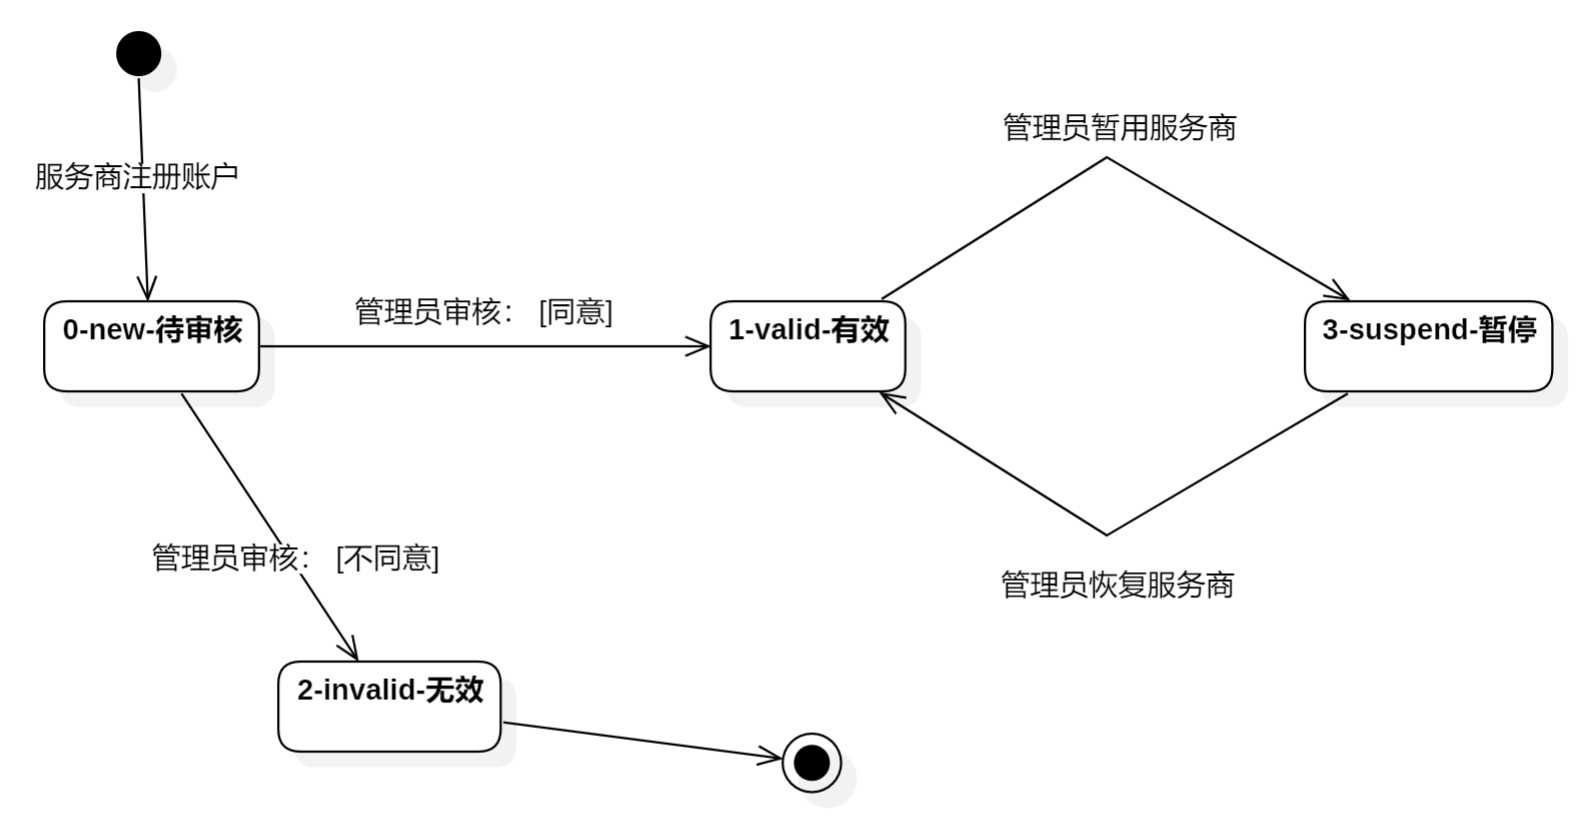 管理员暂用服务商
服务商注册账户
管理员审核： [同意]
0-new-待审核
1-valid-有效
3-suspend-暂停
管理员审核： [不同意]
管理员恢复服务商
2-invalid-无效